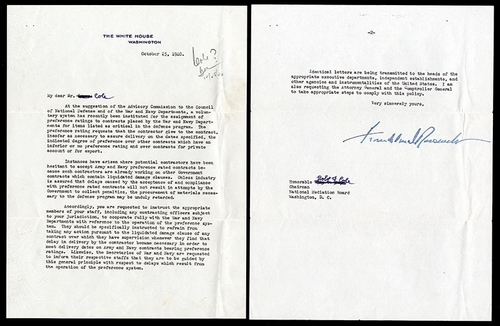 THE WHITE HOUSE
WASHINGTON
October 15, 1940.
My dear Mr. Cole
At the suggestion of the Advisory Commission to the Council
of National Defense and of the War and Navy Departments, a volun-
tary system has recently been instituted for the assignment of
preference ratings to contracts placed by the War and Navy Depart-
ments for items listed as critical in the defense program. The
preference rating requests that the contractor give to the contract,
insofar as necessary to assure delivery on the dates specified, the
indicated degree of preference over other contracts which have an
inferior or no preference rating and over contracts for private
account or for export.
Instances have arisen where potential contractors have been
hesitant to accept Army and Navy preference rated contracts be-
cause such contractors are already working on other Government
contracts which contain liquidated damage clauses. Unless industry
is assured that delays caused by the acceptance of and compliance
with preference rated contracts will not result in attempts by the
Government to collect penalties, the procurement of materials neces-
sary to the defense program may be unduly retarded.
Accordingly, you are requested to instruct the appropriate
members of your staff, including any contracting officers subject
to your jurisdiction, to cooperate fully with the War and Navy
Departments with reference to the operation of the preference sys-
tem. They should be specifically instructed to refrain from
taking any action pursuant to the liquidated damage clause of any
contract over which they have supervision whenever they find that
delay in delivery by the contractor became necessary in order to
meet delivery dates on Army and Navy contracts bearing preference
ratings. Likewise, the Secretaries of War and Navy are requested
to inform their respective staffs that they are to be guided by
this general principle with respect to delays which result from
the operation of the preference system.
-2-
Identical letters are being transmitted to the heads of the
appropriate executive departments, independent establishments, and
other agencies and instrumentalities of the United States. I am
also requesting the Attorney General and the Comptroller General
to take appropriate steps to comply with this policy.
Very sincerely yours,
Franklin D Roosevelt
Honorable
Chairman
National Mediation Board
Washington, D. C.